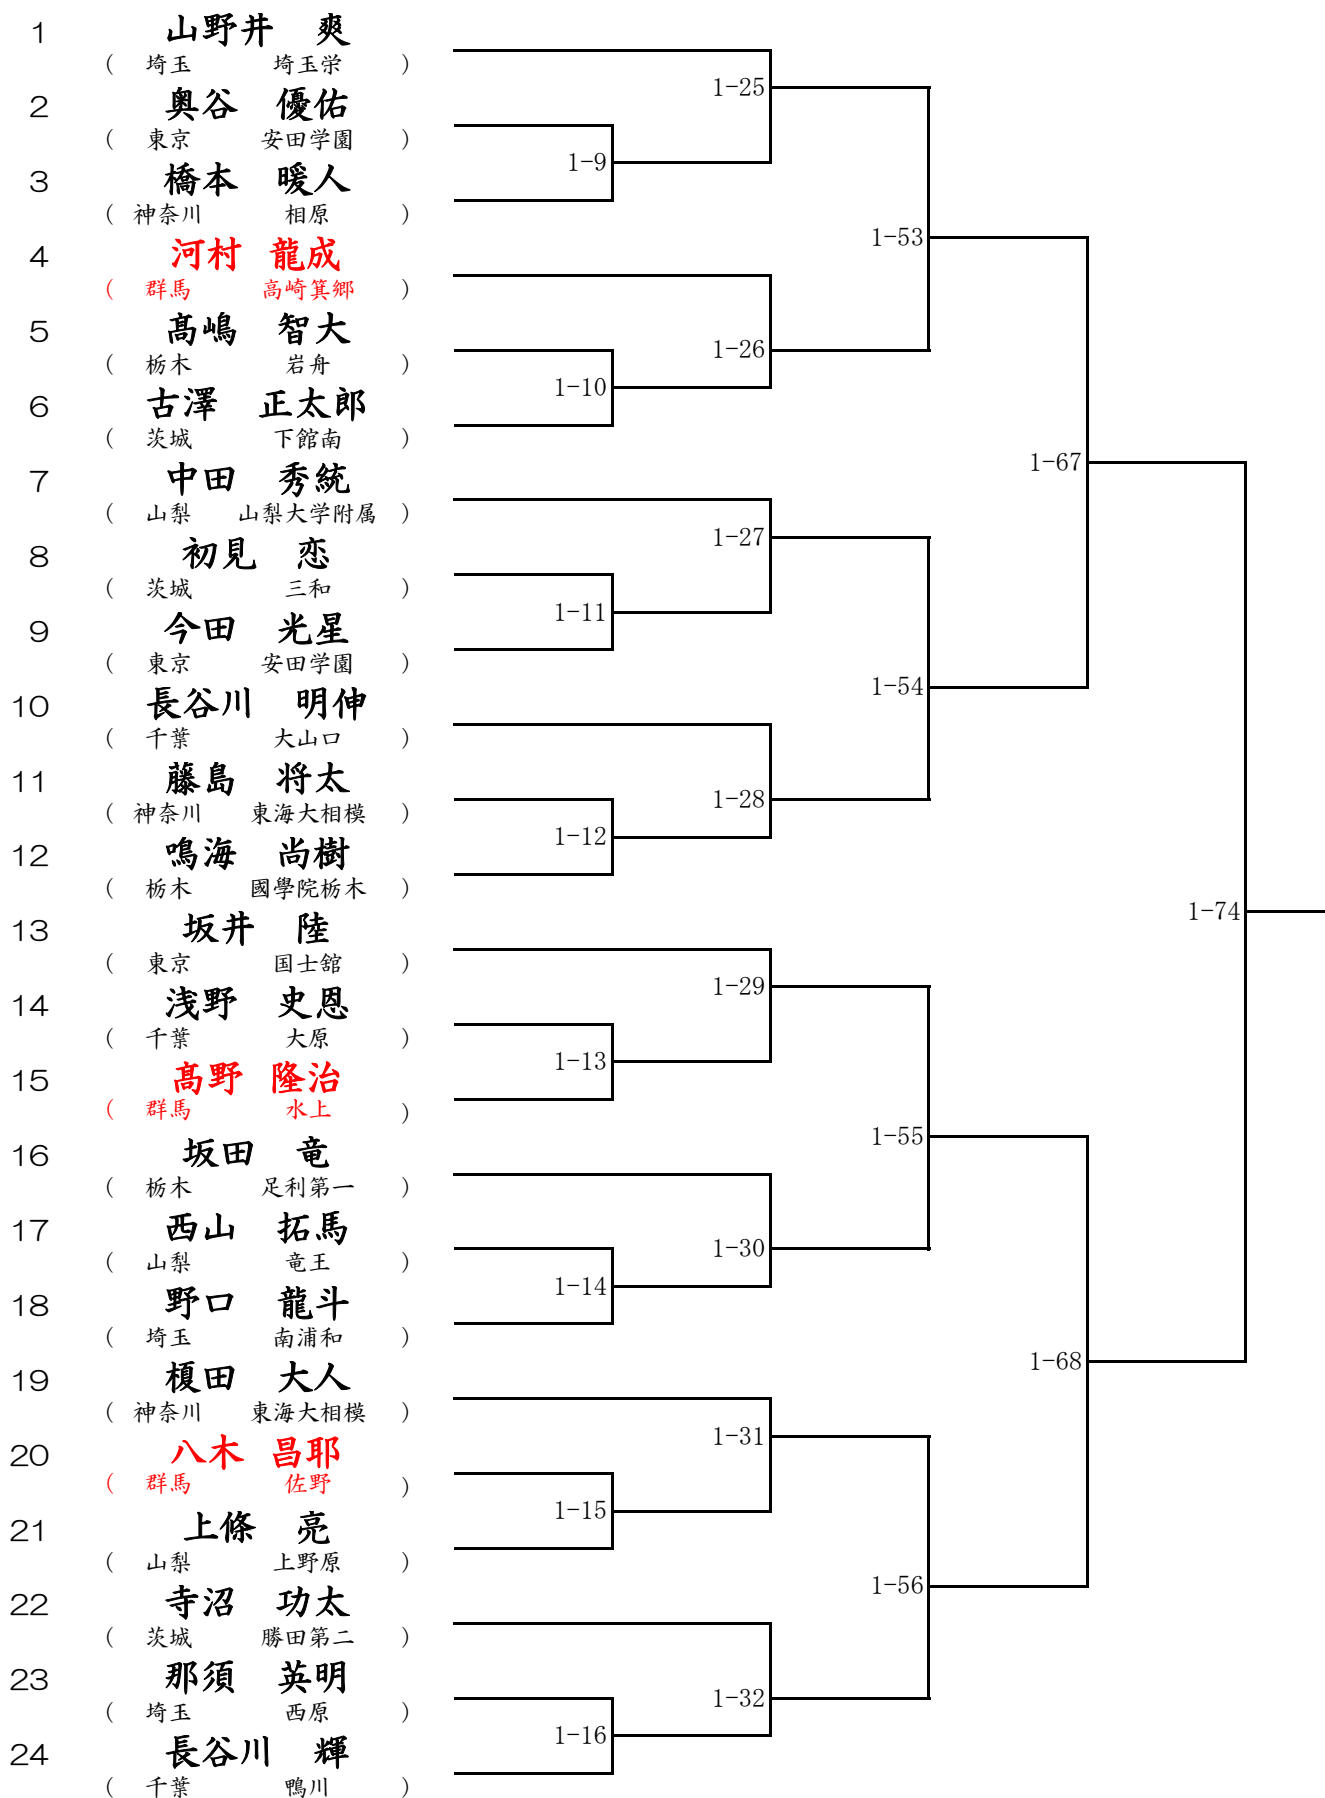 1 山野井 爽
( 埼玉 埼玉栄 )
1-25
2 奥谷 優佑
( 東京 安田学園 )
1-9
3 橋本 暖人
( 神奈川 相原 )
1-53
4 河村 龍成
( 群馬 高崎箕郷 )
5 髙嶋 智大
1-26
( 栃木 岩舟 )
1-10
6 古澤 正太郎
( 茨城 下館南 )
1-67
7 中田 秀統
( 山梨 山梨大学附属 )
1-27
8 初見 恋
( 茨城 三和 )
1-11
9 今田 光星
( 東京 安田学園 )
1-54
10 長谷川 明伸
( 千葉 大山口 )
11 藤島 将太
1-28
( 神奈川 東海大相模 )
1-12
12 鳴海 尚樹
( 栃木 國學院栃木 )
1-74
13 坂井 陸
( 東京 国士舘 )
1-29
14 浅野 史恩
( 千葉 大原 )
1-13
15 髙野 隆治
( 群馬 水上 )
1-55
16 坂田 竜
( 栃木 足利第一 )
17 西山 拓馬
1-30
( 山梨 竜王 )
1-14
18 野口 龍斗
( 埼玉 南浦和 )
1-68
19 榎田 大人
( 神奈川 東海大相模 )
1-31
20 八木 昌耶
( 群馬 佐野 )
1-15
21 上條 亮
( 山梨 上野原 )
1-56
22 寺沼 功太
( 茨城 勝田第二 )
23 那須 英明
1-32
( 埼玉 西原 )
1-16
24 長谷川 輝
( 千葉 鴨川 )